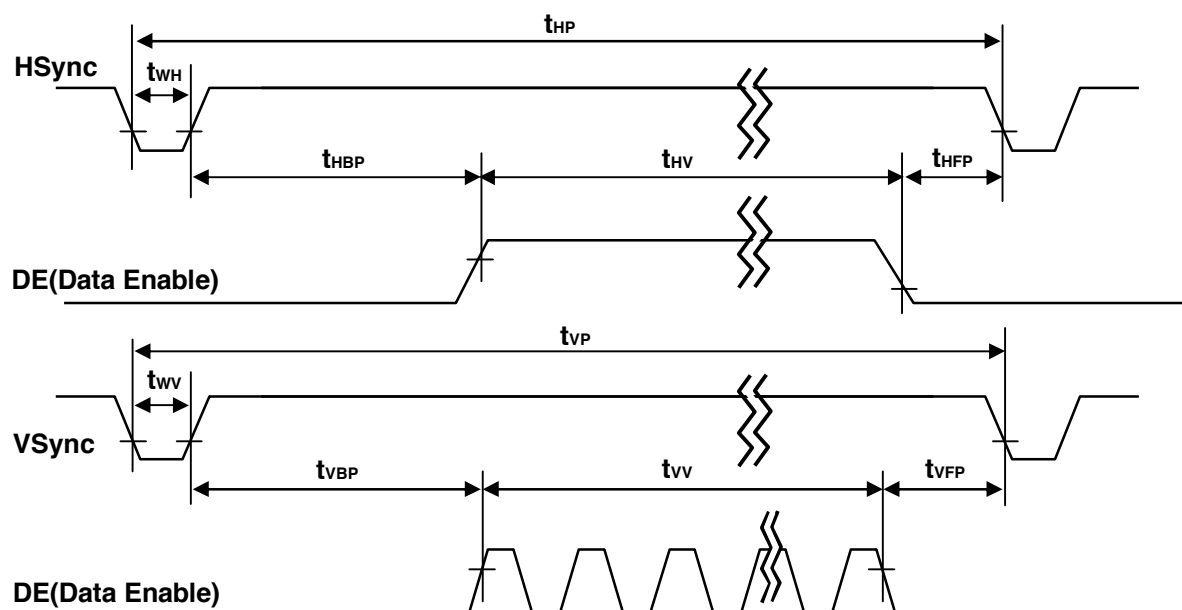 tHP
HSync
tWH
tHBP
tHV
tHFP
DE(Data Enable)
tVP
tWV
VSync
tVBP
tVV
tVFP
DE(Data Enable)